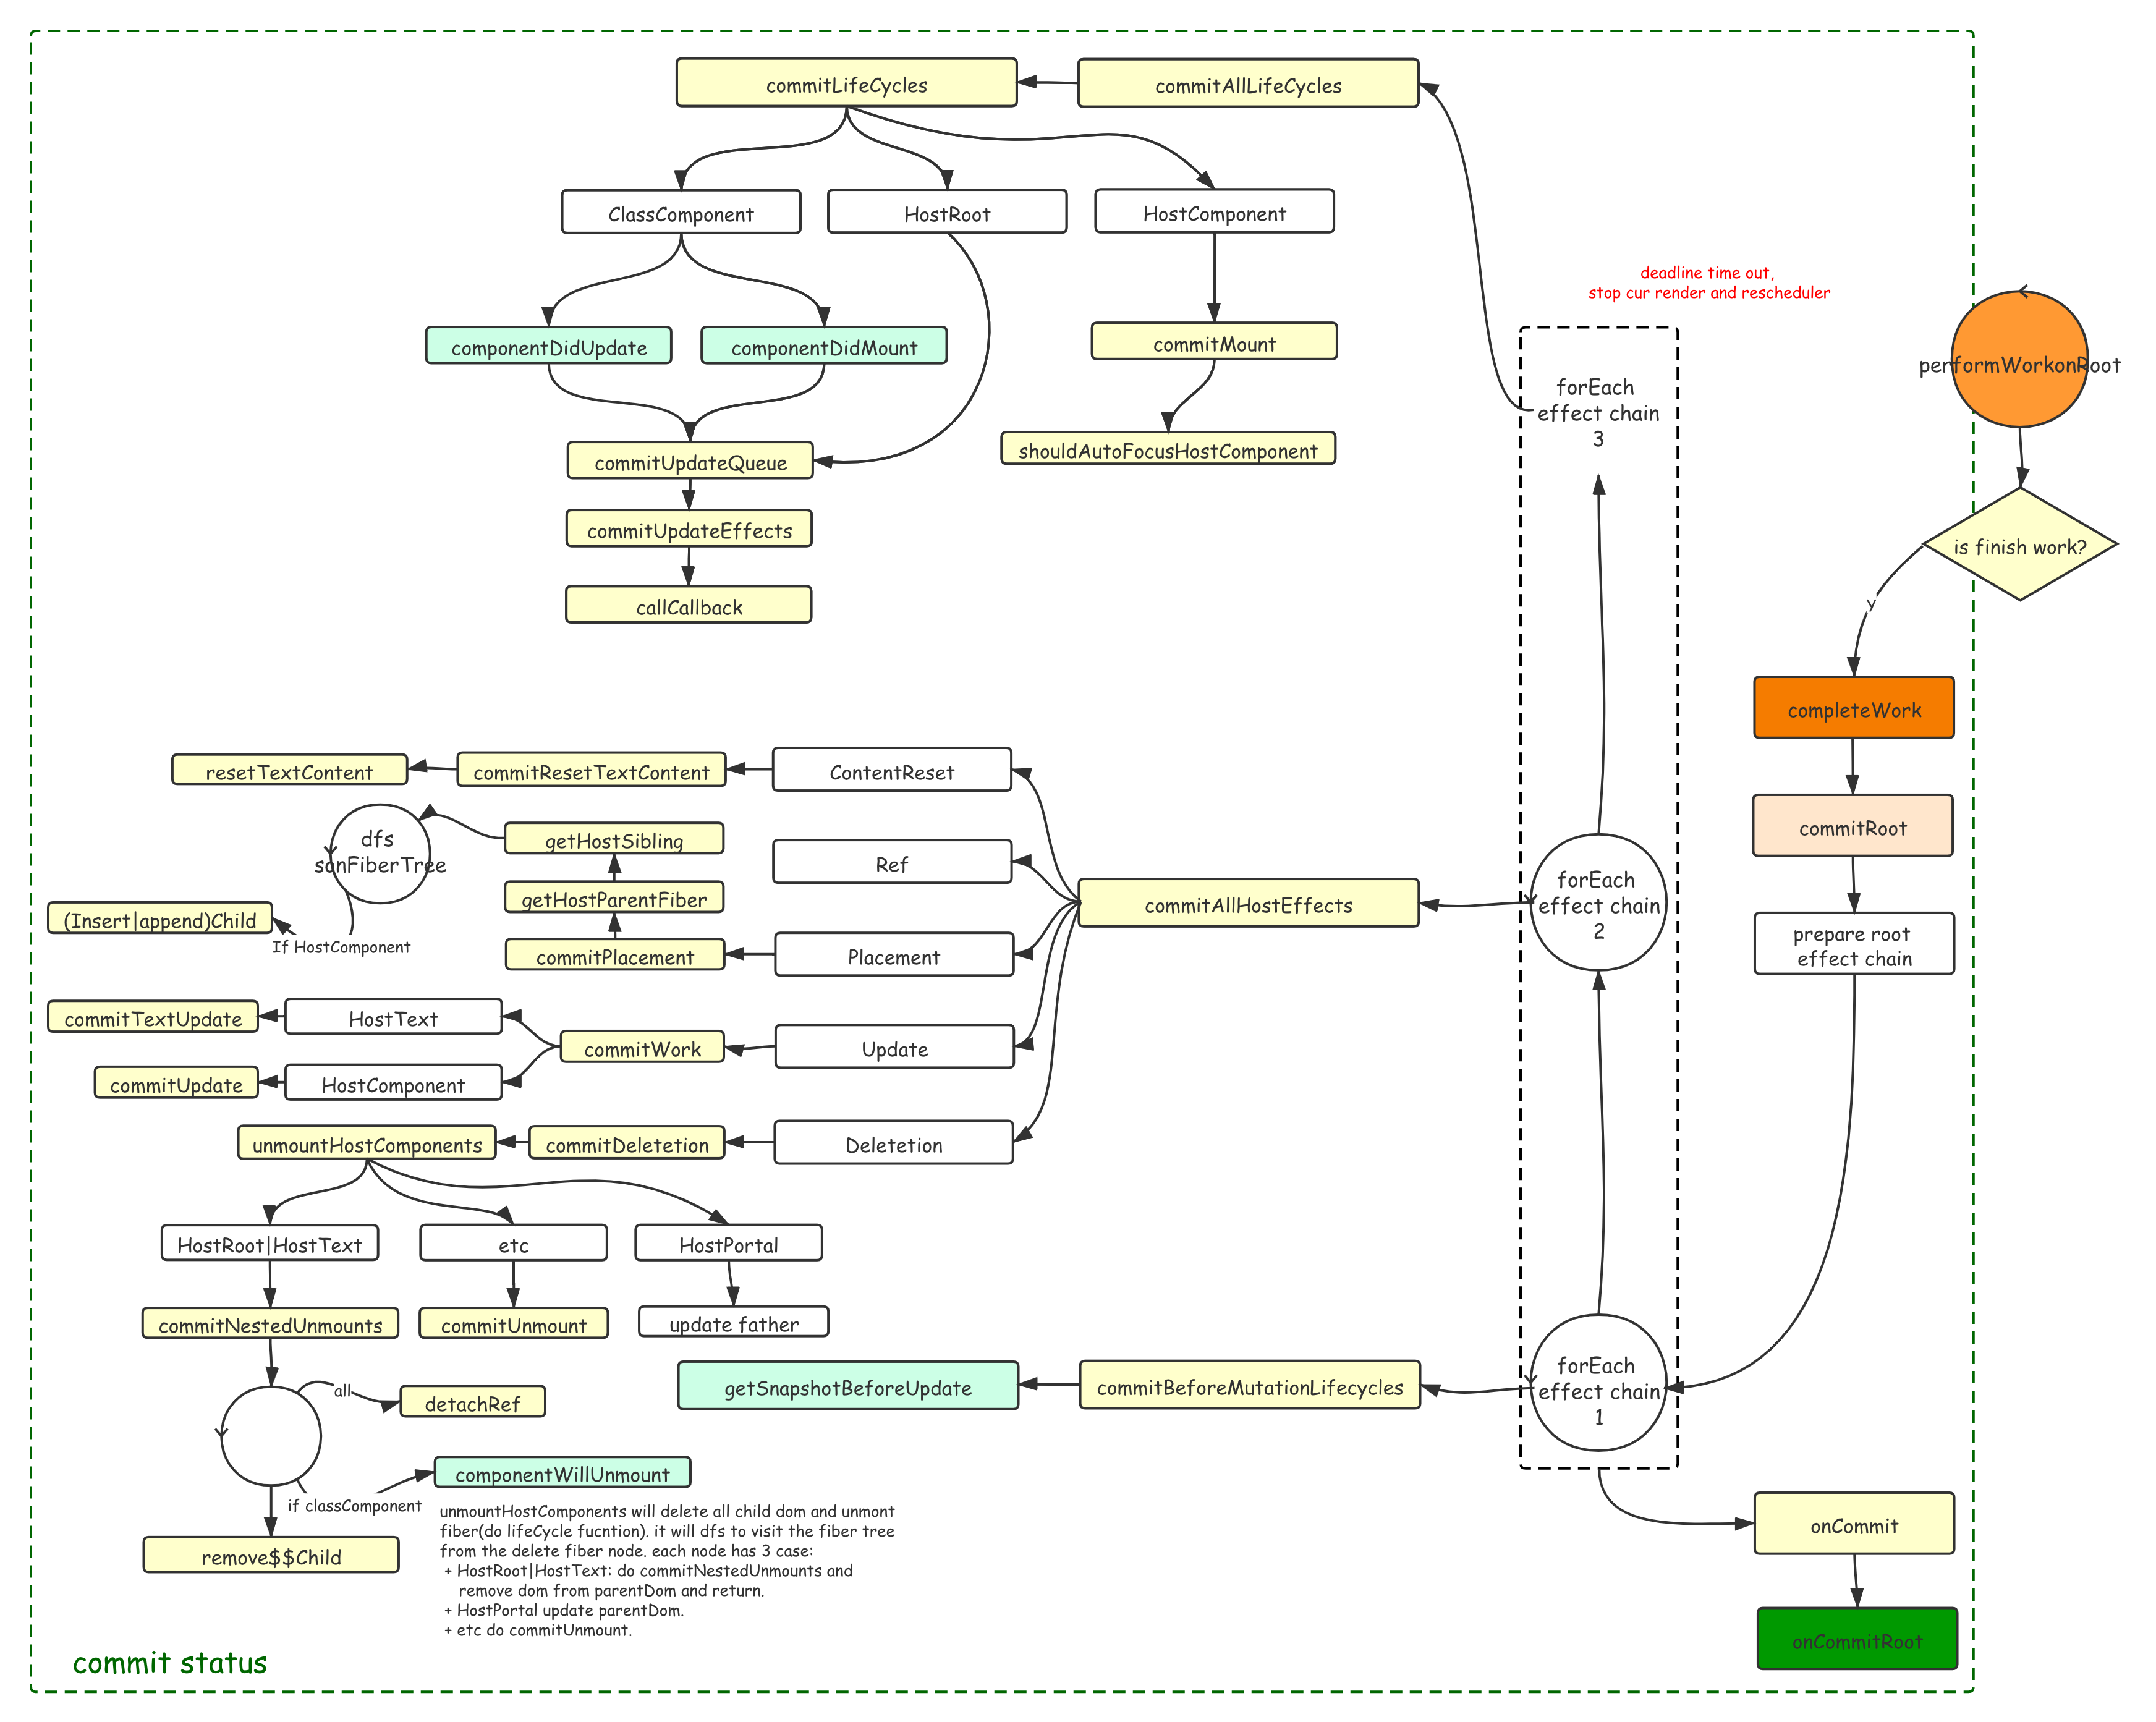 commitLifeCycles
commitAllLifeCycles
ClassComponent
HostRoot
HostComponent
deadline time out,
stop cur render and rescheduler
componentDidUpdate
componentDidMount
commitMount
performWorkonRoot
forEach
effect chain
3
commitUpdateQueue
shouldAutoFocusHostComponent
commitUpdateEffects
is finish work?
callCallback
y
completeWork
resetTextContent
commitResetTextContent
ContentReset
commitRoot
dfs
sonFiberTree
getHostSibling
Ref
getHostParentFiber
commitAllHostEffects
forEach
effect chain
2
(Insert|append)Child
If HostComponent
commitPlacement
Placement
prepare root
effect chain
commitTextUpdate
HostText
commitWork
Update
commitUpdate
HostComponent
unmountHostComponents
commitDeletetion
Deletetion
HostRoot|HostText
etc
HostPortal
commitNestedUnmounts
commitUnmount
update father
getSnapshotBeforeUpdate
commitBeforeMutationLifecycles
forEach
effect chain
1
all
detachRef
componentWillUnmount
if classComponent
remove$$Child
unmountHostComponents will delete all child dom and unmont
fiber(do lifeCycle fucntion). it will dfs to visit the fiber tree
from the delete fiber node. each node has 3 case:
+ HostRoot|HostText: do commitNestedUnmounts and
remove dom from parentDom and return.
+ HostPortal update parentDom.
+ etc do commitUnmount.
onCommit
onCommitRoot
commit status